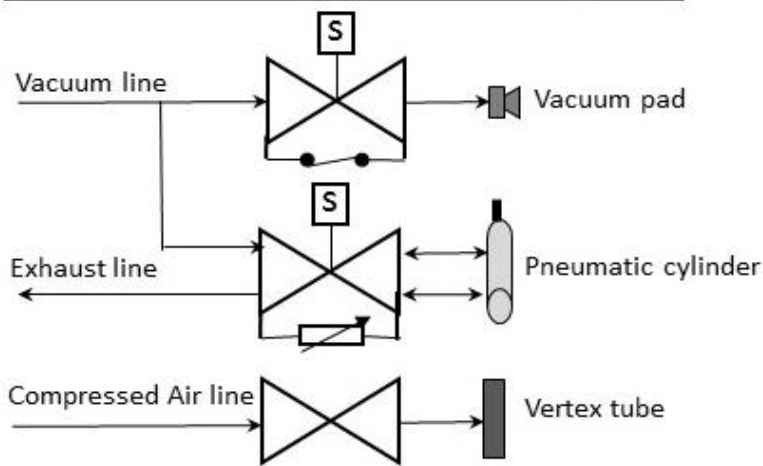 S
Vacuum line
Vacuum pad
S
Exhaust line
Pneumatic cylinder
Compressed Air line
Vertex tube